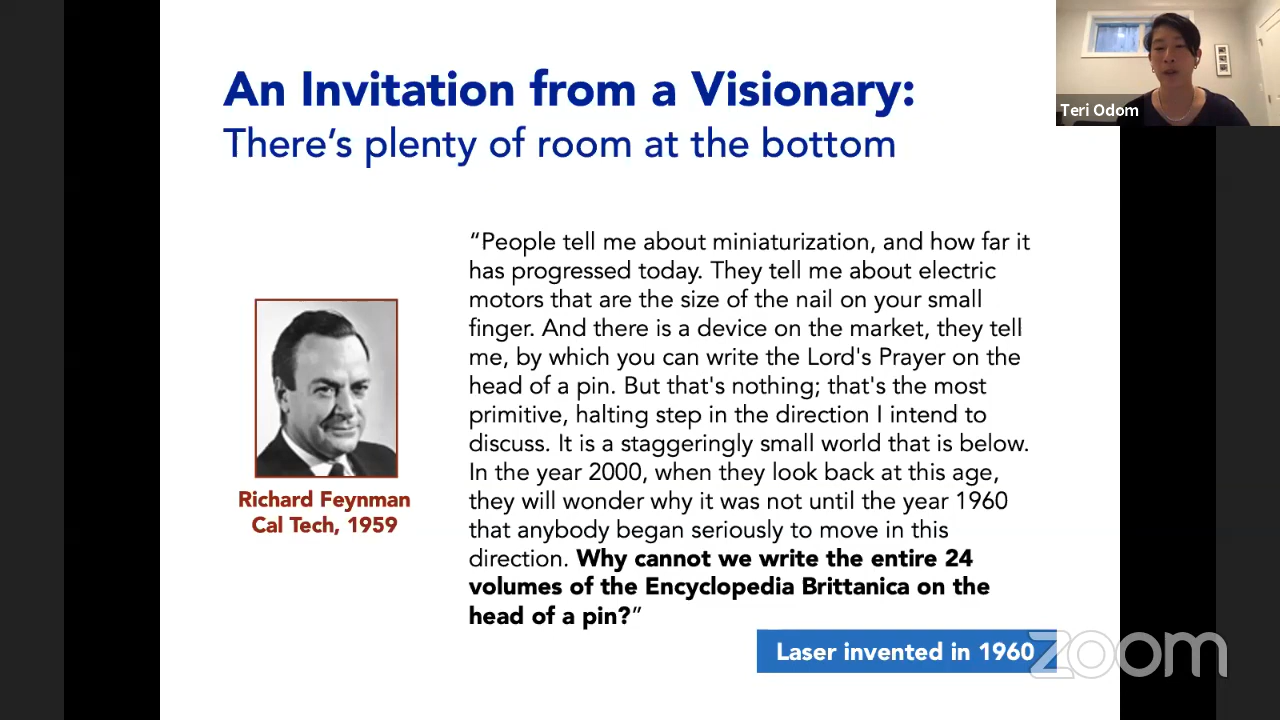 An Invitation from a Visionary:
There's plenty of room at the bottom
Teri Odom
“People tell me about miniaturization, and how far it
has progressed today. They tell me about electric
motors that are the size of the nail on your small
finger. And there is a device on the market, they tell
me, by which you can write the Lord's Prayer on the
head of a pin. But that's nothing; that's the most
primitive, halting step in the direction I intend to
discuss. It is a staggeringly small world that is below.
In the year 2000, when they look back at this age,
they will wonder why it was not until the year 1960
that anybody began seriously to move in this
direction. Why cannot we write the entire 24
volumes of the Encyclopedia Brittanica on the
head of a pin?”
Richard Feynman
Cal Tech, 1959
Laser invented in 1960
zoom